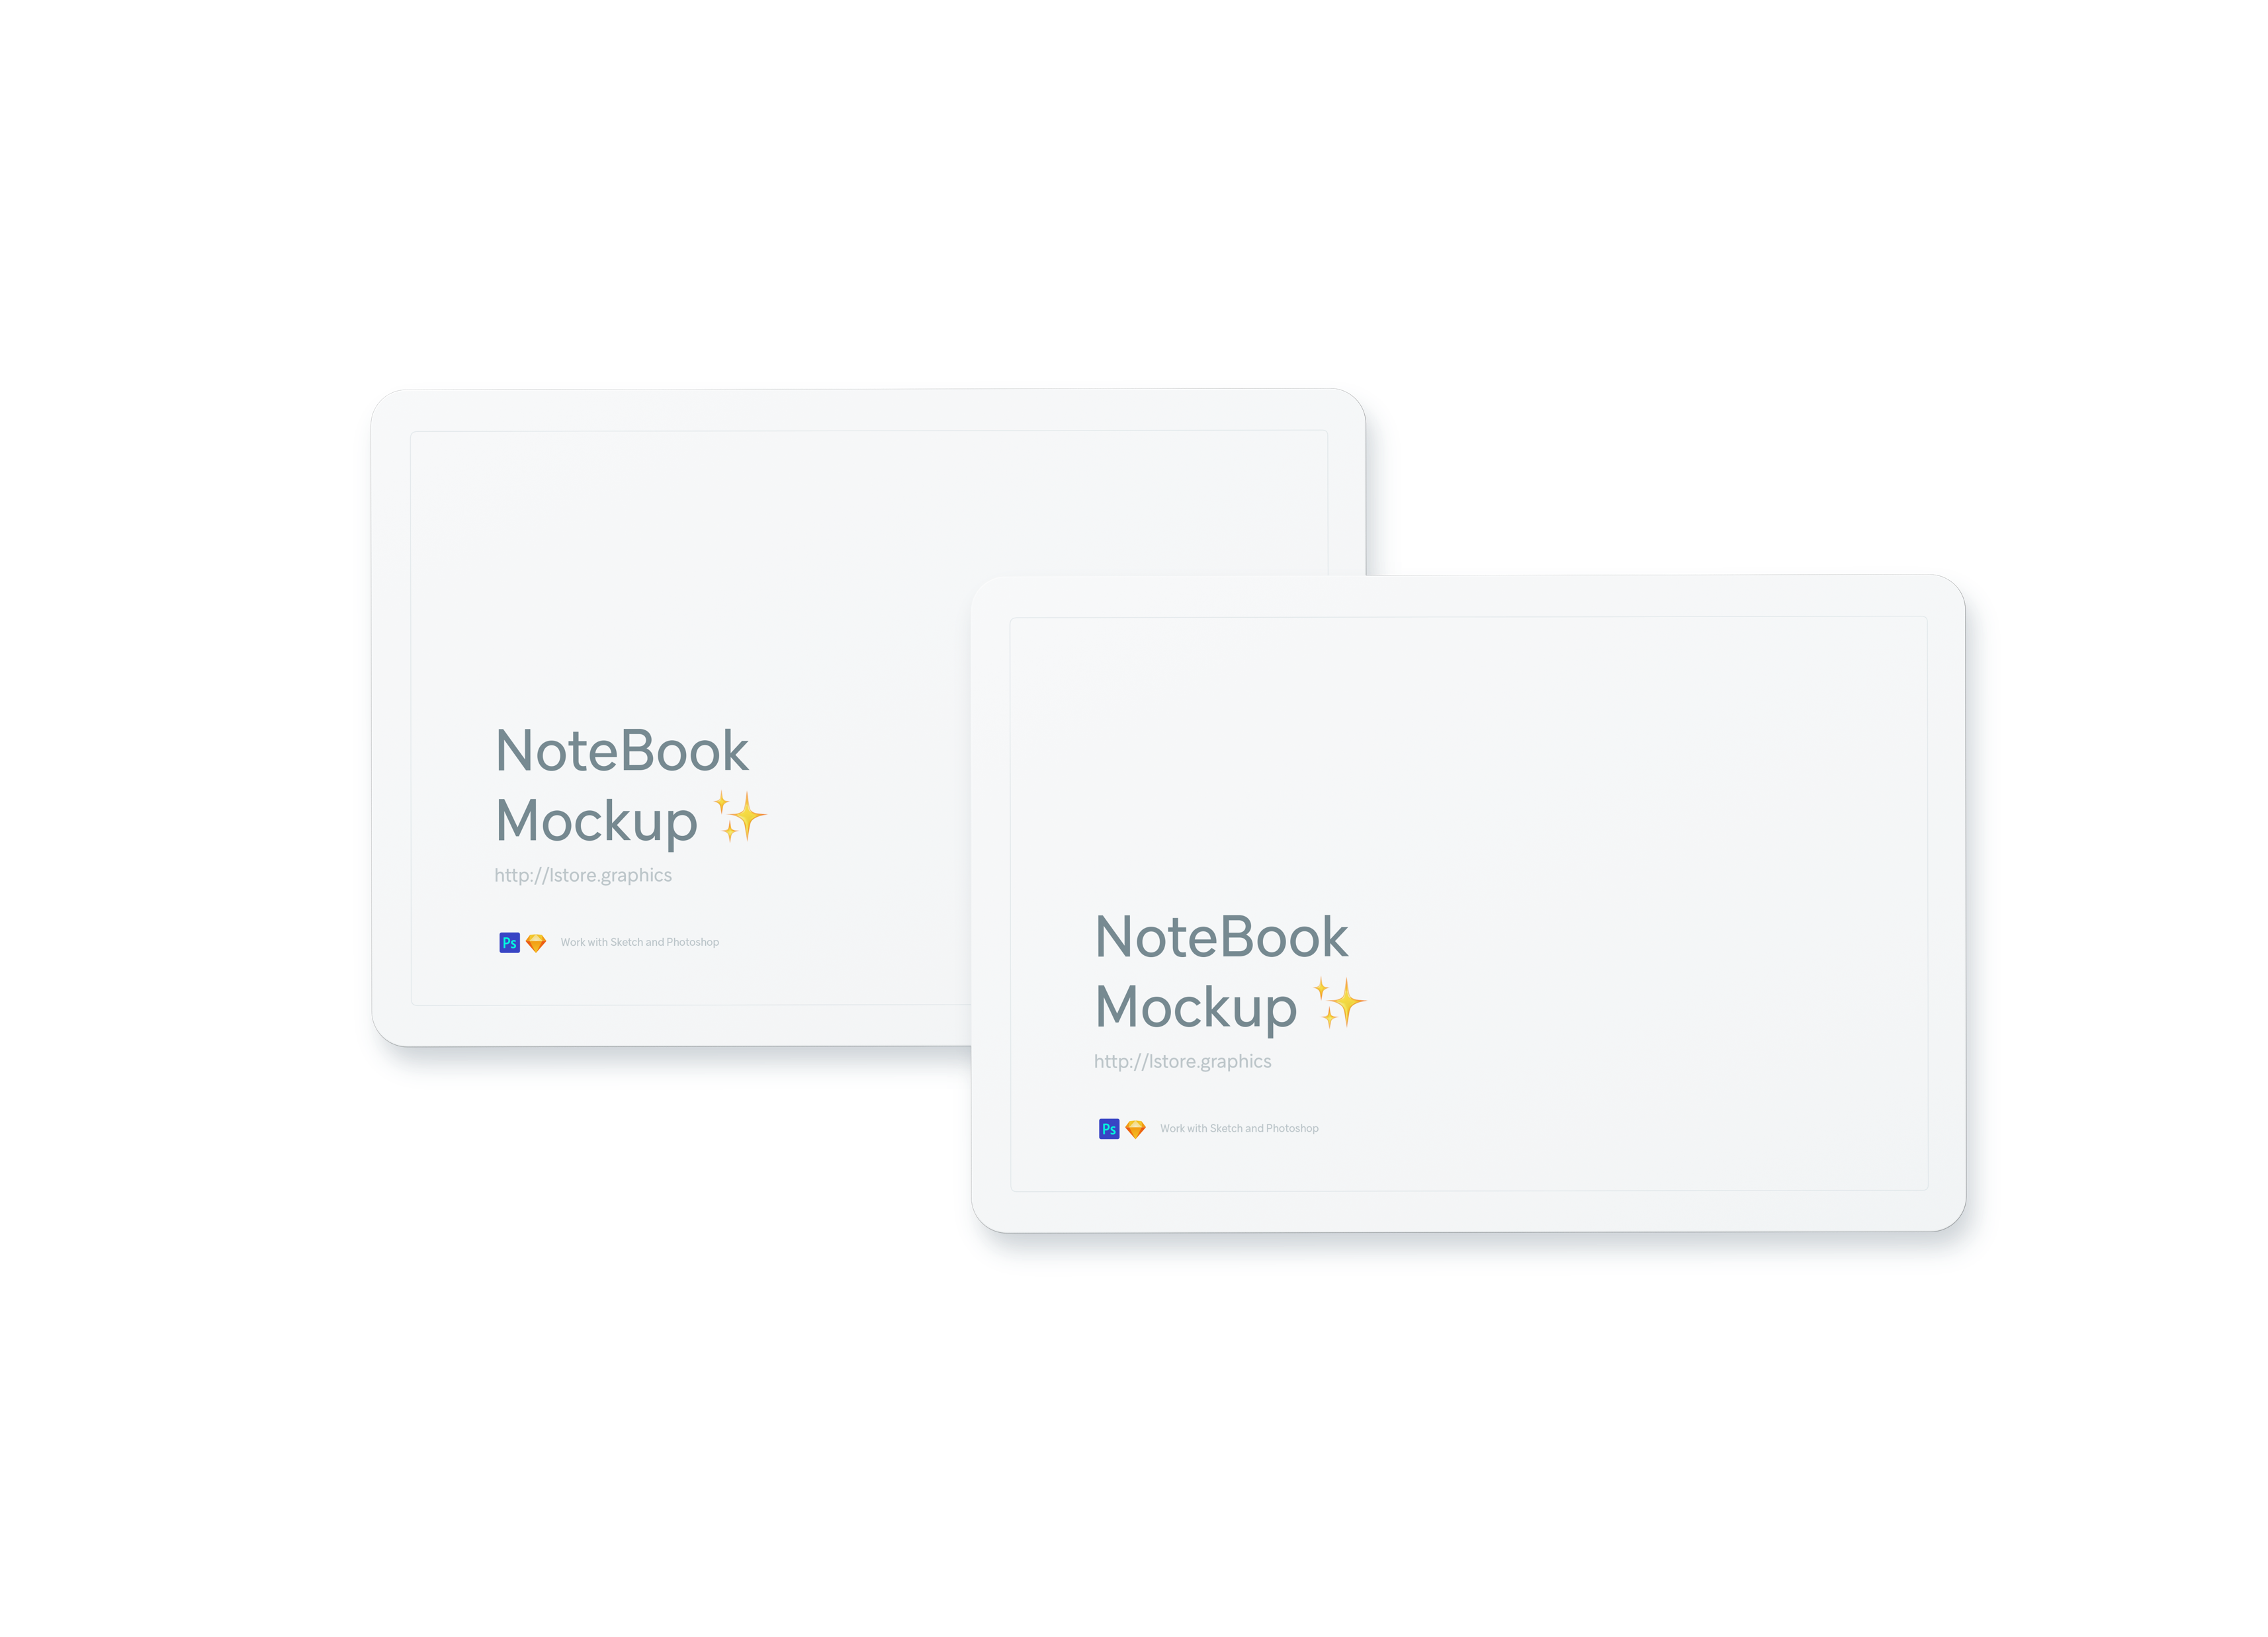 NoteBook
Mockup ✨
http://lstore.graphics
Ps Work with Sketch and Photoshop
NoteBook
Mockup ✨
http://lstore.graphics
Ps Work with Sketch and Photoshop